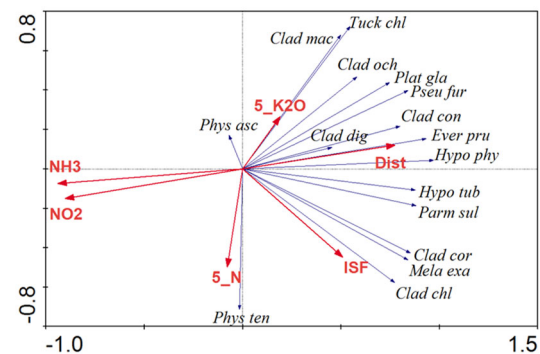 0.8
Tuck chl
Clad mac
Clad och
Plat gla
Pseu fur
5_K2O
Phys asc
Clad con
Clad dig
Ever pru
Dist
Hypo phy
NH3
Hypo tub
NO2
Parm sul
Clad cor
ISF
Mela exa
5_N
Clad chl
Phys ten
-0.8
-1.0
1.5